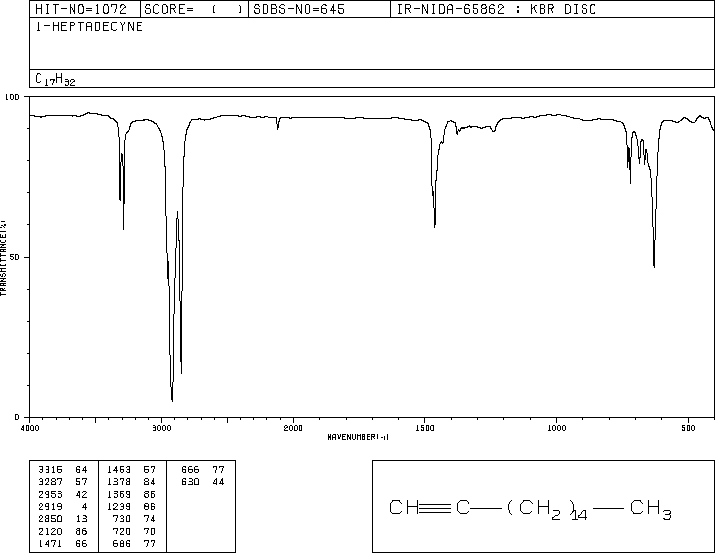 HIT-NO=1072 SCORE= ( ) SDBS-NO=645 IR-NIDA-65862 : KBR DISC
1-HEPTADECYNE
C17H32
100
50
0
TRANSMITTANCE(%)
4000 3000 2000 1500 1000 500
WAVENUMBER(-1)
3315 64 1463 57 666 77
3287 57 1378 84 630 44
2953 42 1369 86
2919 4 1239 86
2850 13 730 74
2120 86 720 70
1471 66 686 77
CH≡C—(CH2)14—CH3